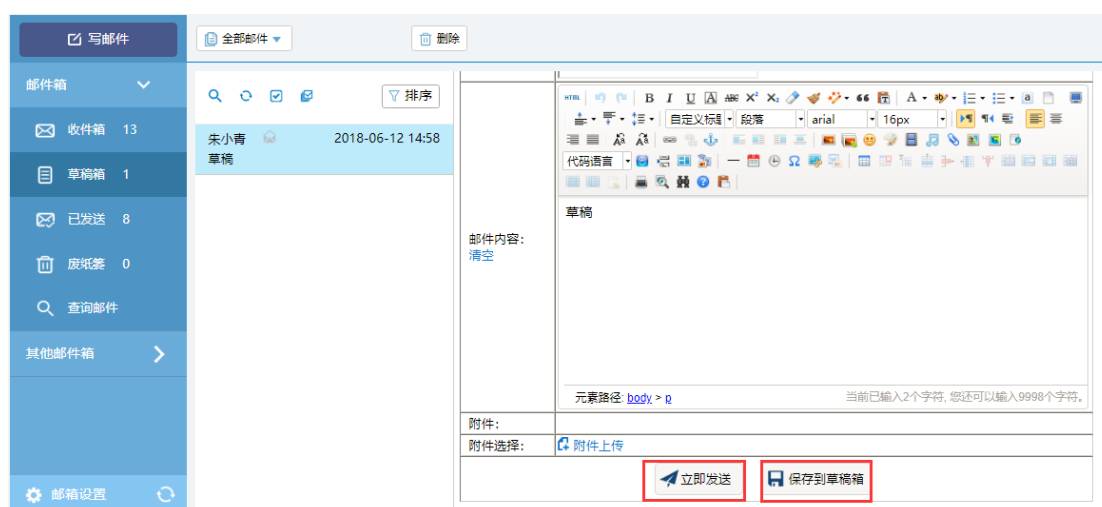 写邮件
全部邮件
删除
邮件箱
收件箱 13
草稿箱 1
已发送 8
废纸篓 0
查询邮件
其他邮件箱
邮箱设置
排序
朱小青 2018-06-12 14:58
草稿
HTML B I U A ABC X² X₂ 66 A ab a
自定义标题 段落 arial 16px
代码语言 Ω
邮件内容:
清空
草稿
元素路径: body > p
当前已输入2个字符, 您还可以输入9998个字符。
附件:
附件选择: 附件上传
立即发送 保存到草稿箱